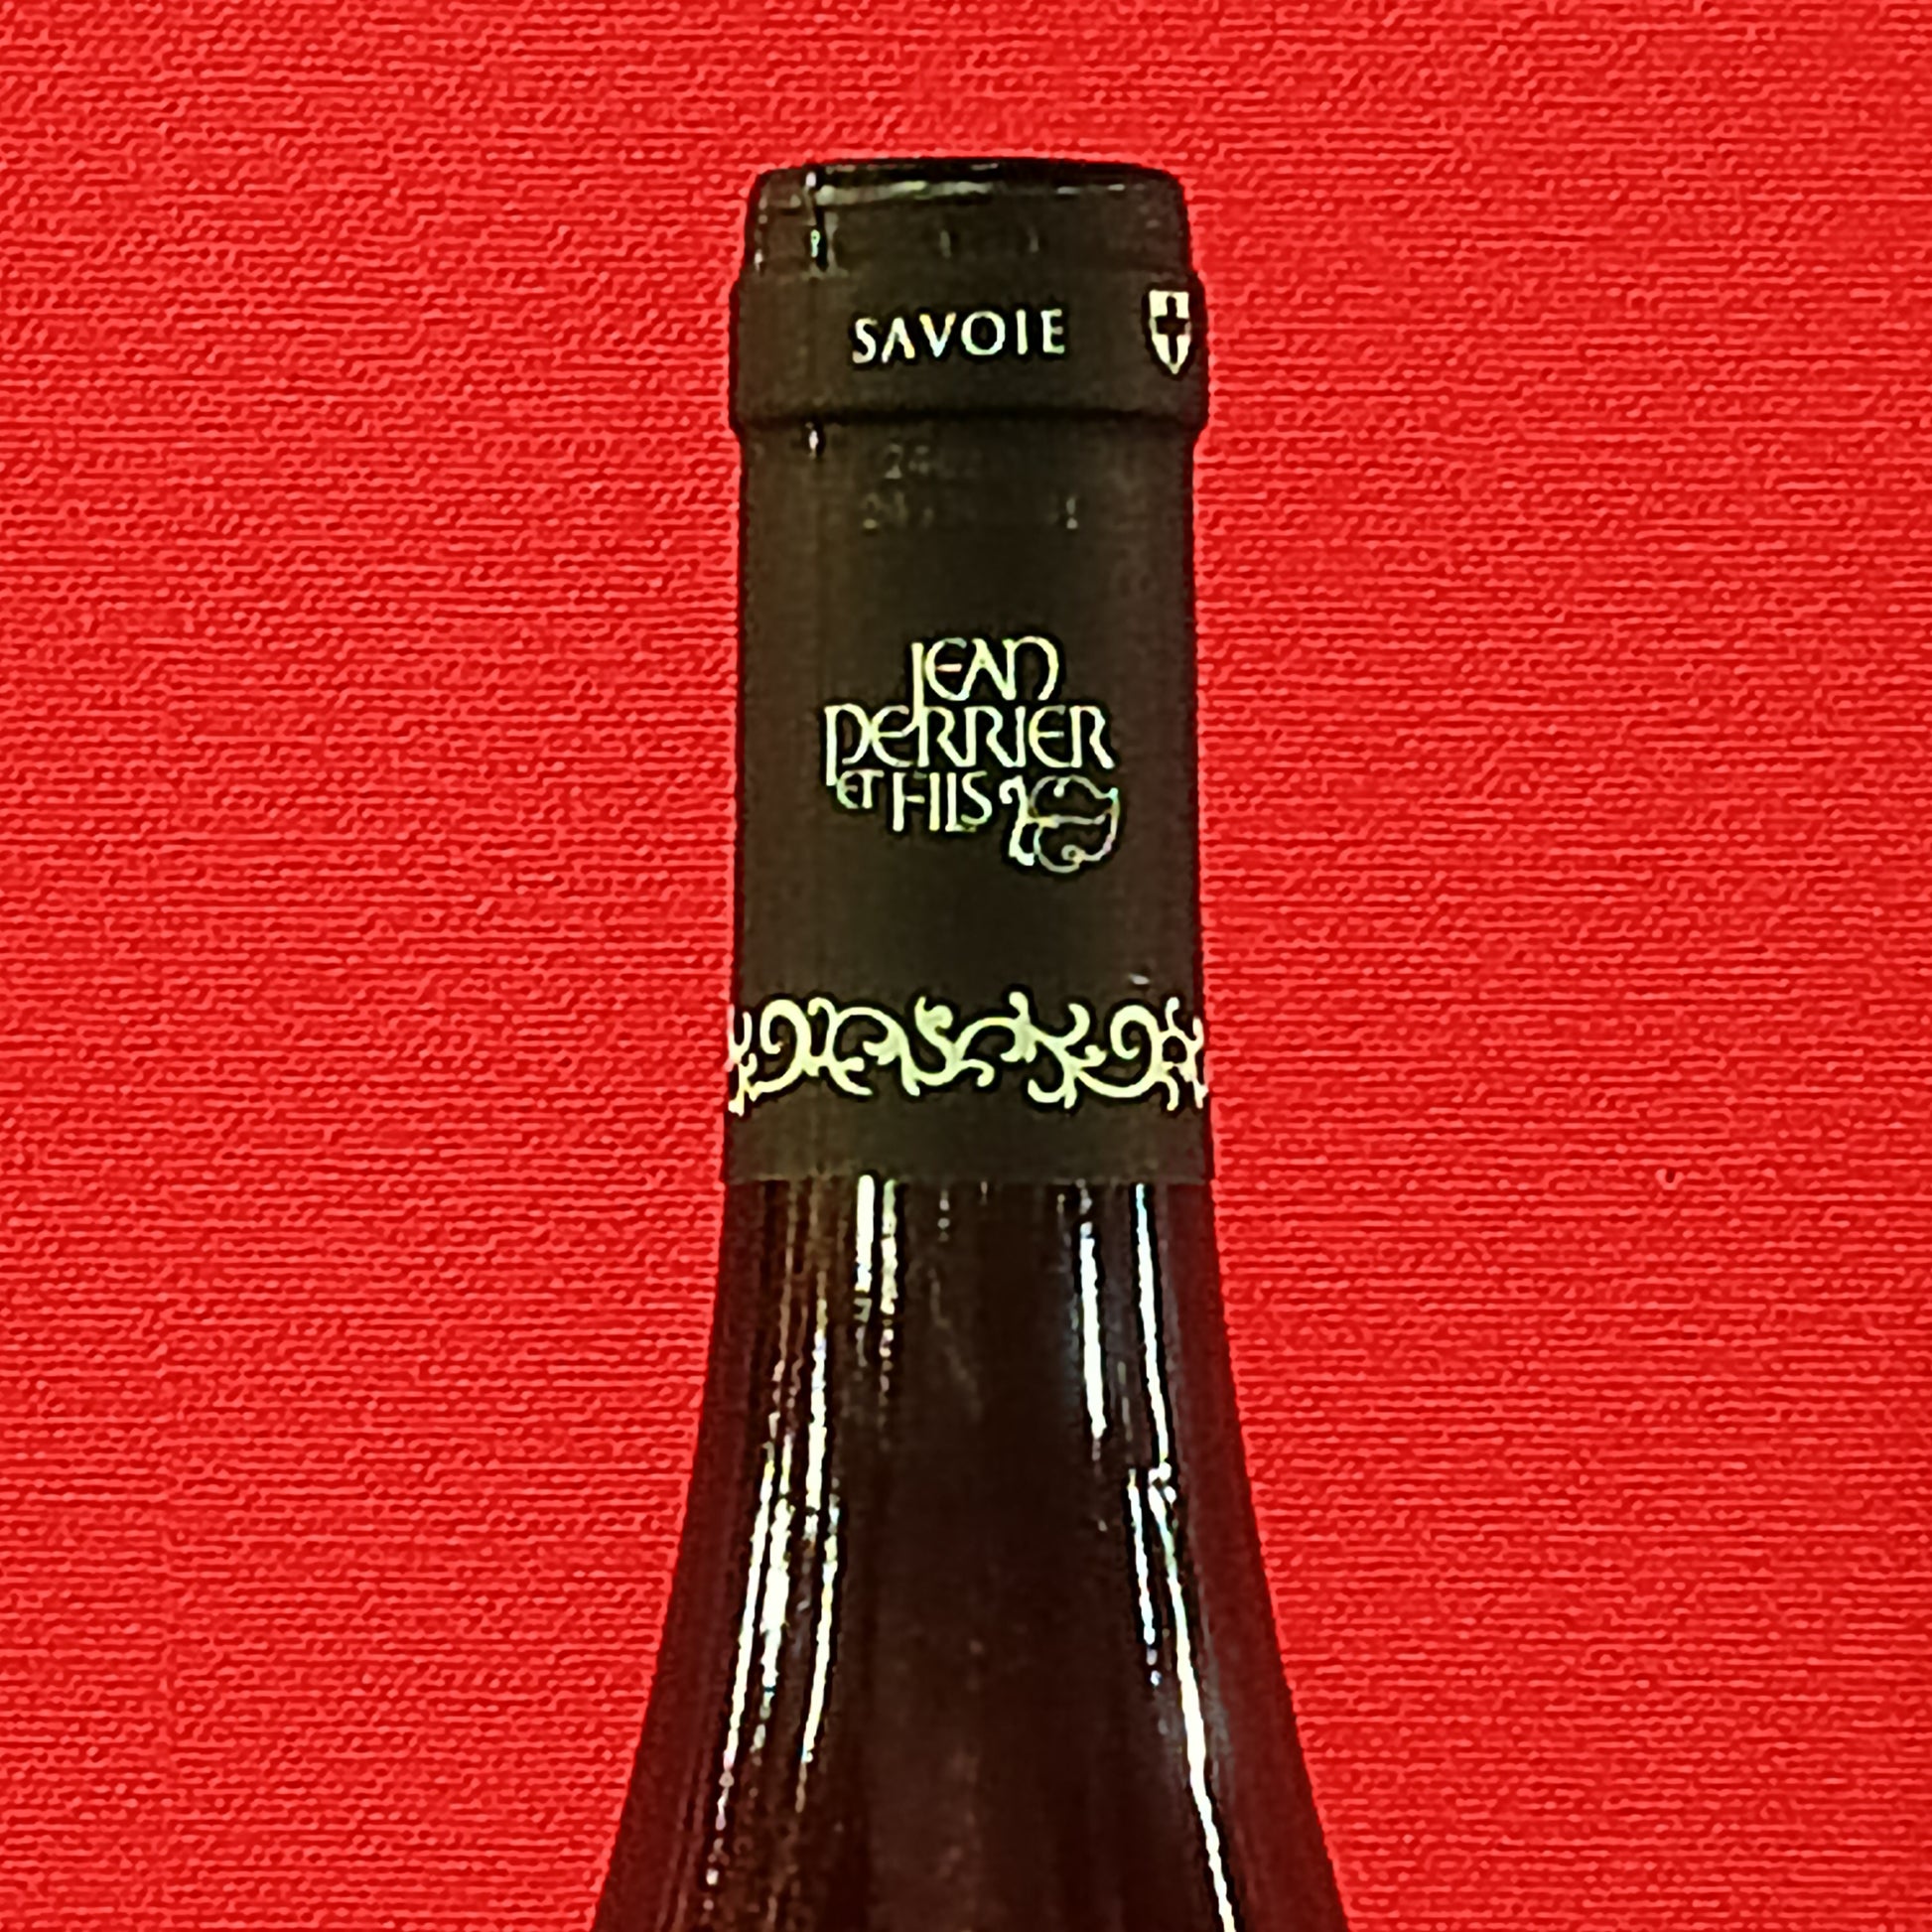 SAVOIE
JEAN
PERRIER
ET FILS